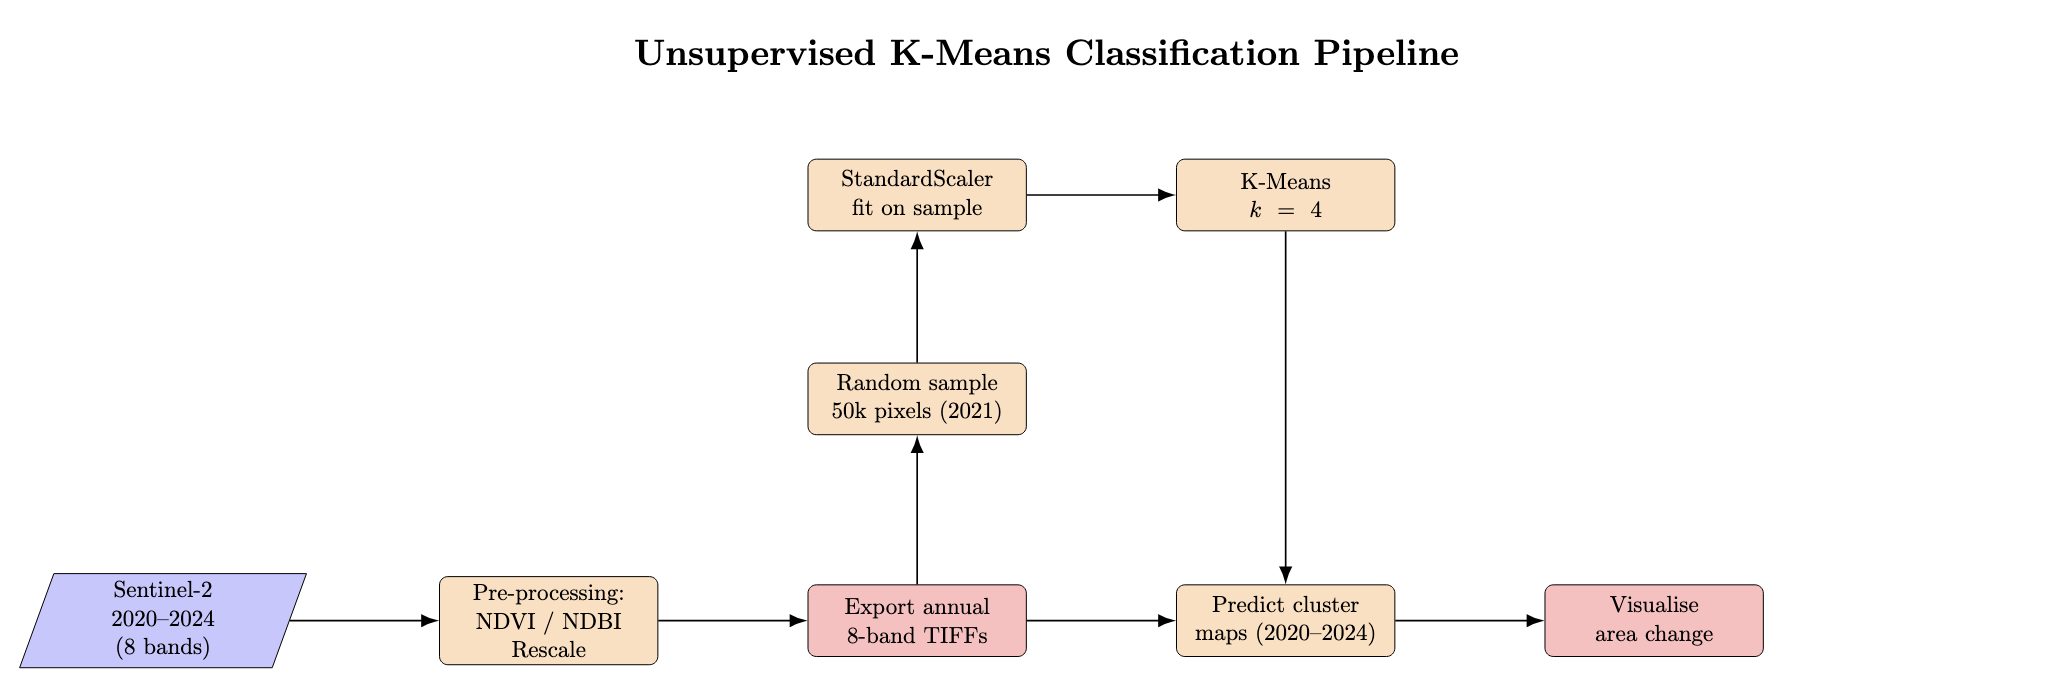 Unsupervised K-Means Classification Pipeline
StandardScaler
fit on sample
K-Means
k = 4
Random sample
50k pixels (2021)
Sentinel-2
2020–2024
(8 bands)
Pre-processing:
NDVI / NDBI
Rescale
Export annual
8-band TIFFs
Predict cluster
maps (2020–2024)
Visualise
area change